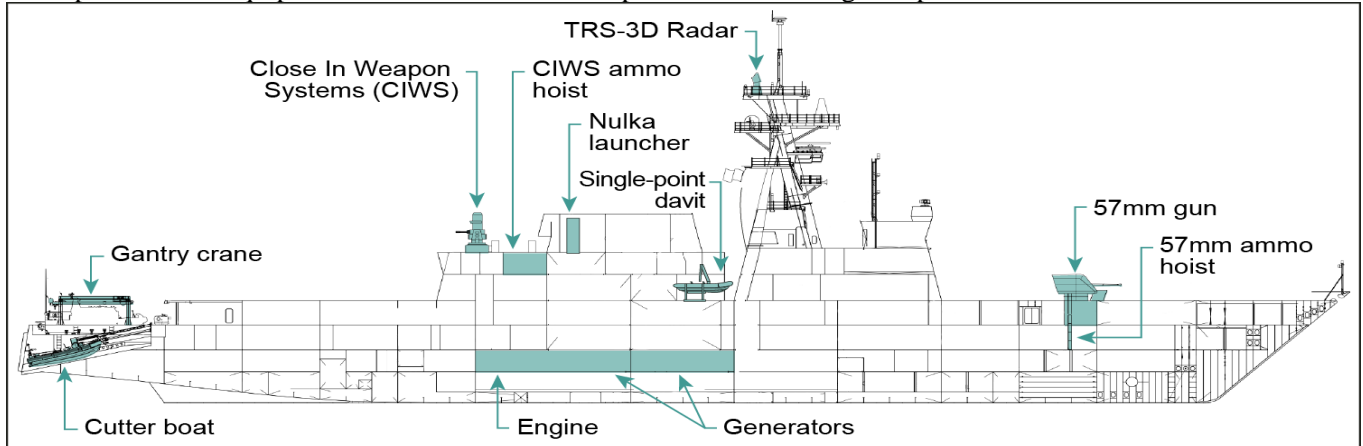 TRS-3D Radar
Close In Weapon
Systems (CIWS)
CIWS ammo
hoist
Nulka
launcher
Single-point
davit
57mm gun
57mm ammo
hoist
Gantry crane
Cutter boat
Engine
Generators